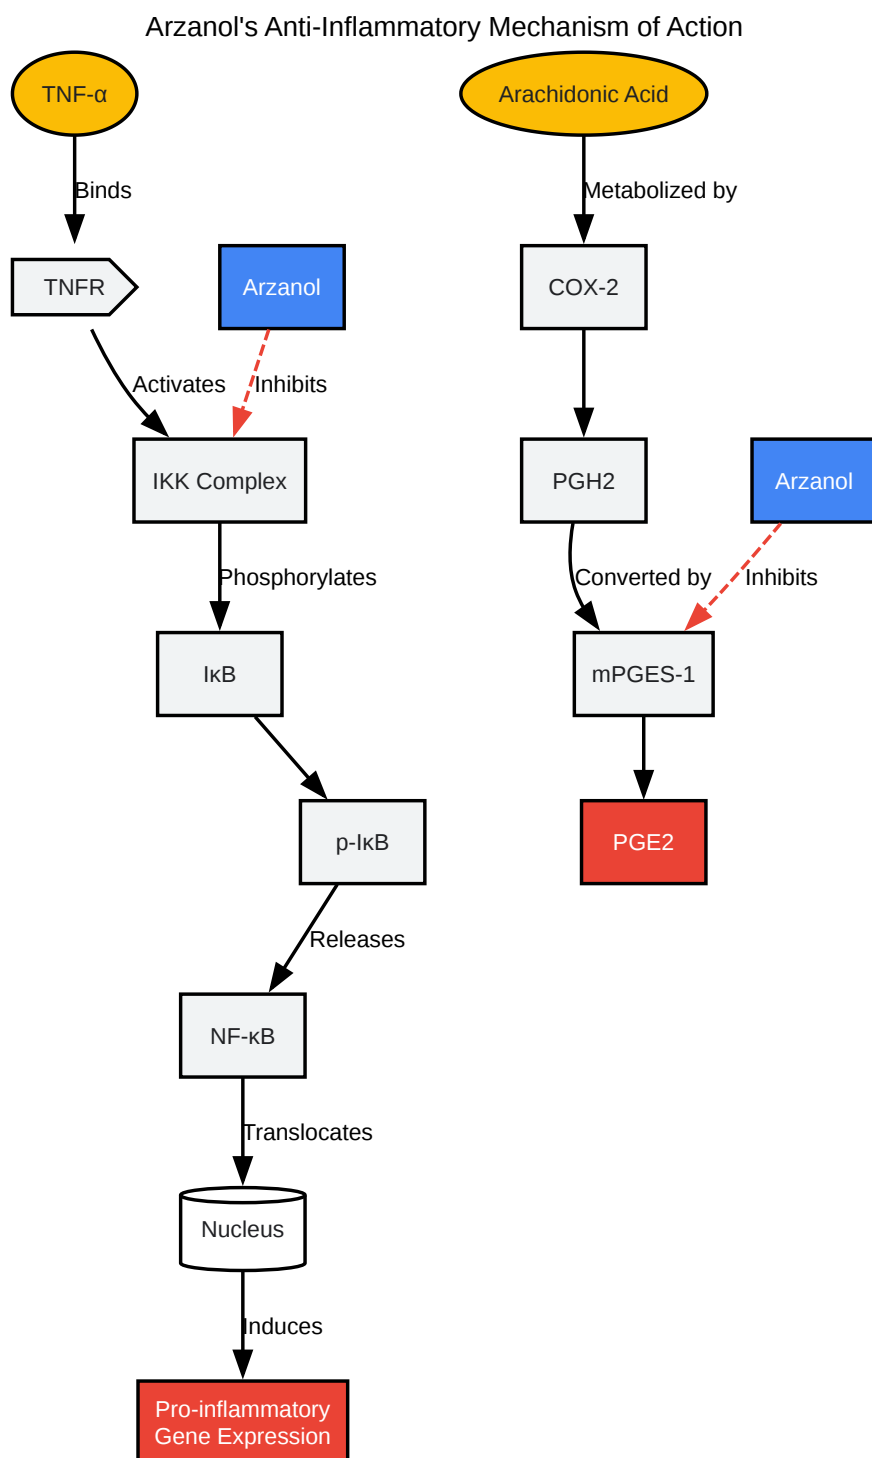 Arzanol's Anti-Inflammatory Mechanism of Action
TNF-α
Arachidonic Acid
Binds
Metabolized by
TNFR
Arzanol
COX-2
Activates
Inhibits
IKK Complex
PGH2
Arzanol
Phosphorylates
Converted by
Inhibits
IκB
mPGES-1
p-IκB
PGE2
Releases
NF-κB
Translocates
Nucleus
Induces
Pro-inflammatory
Gene Expression